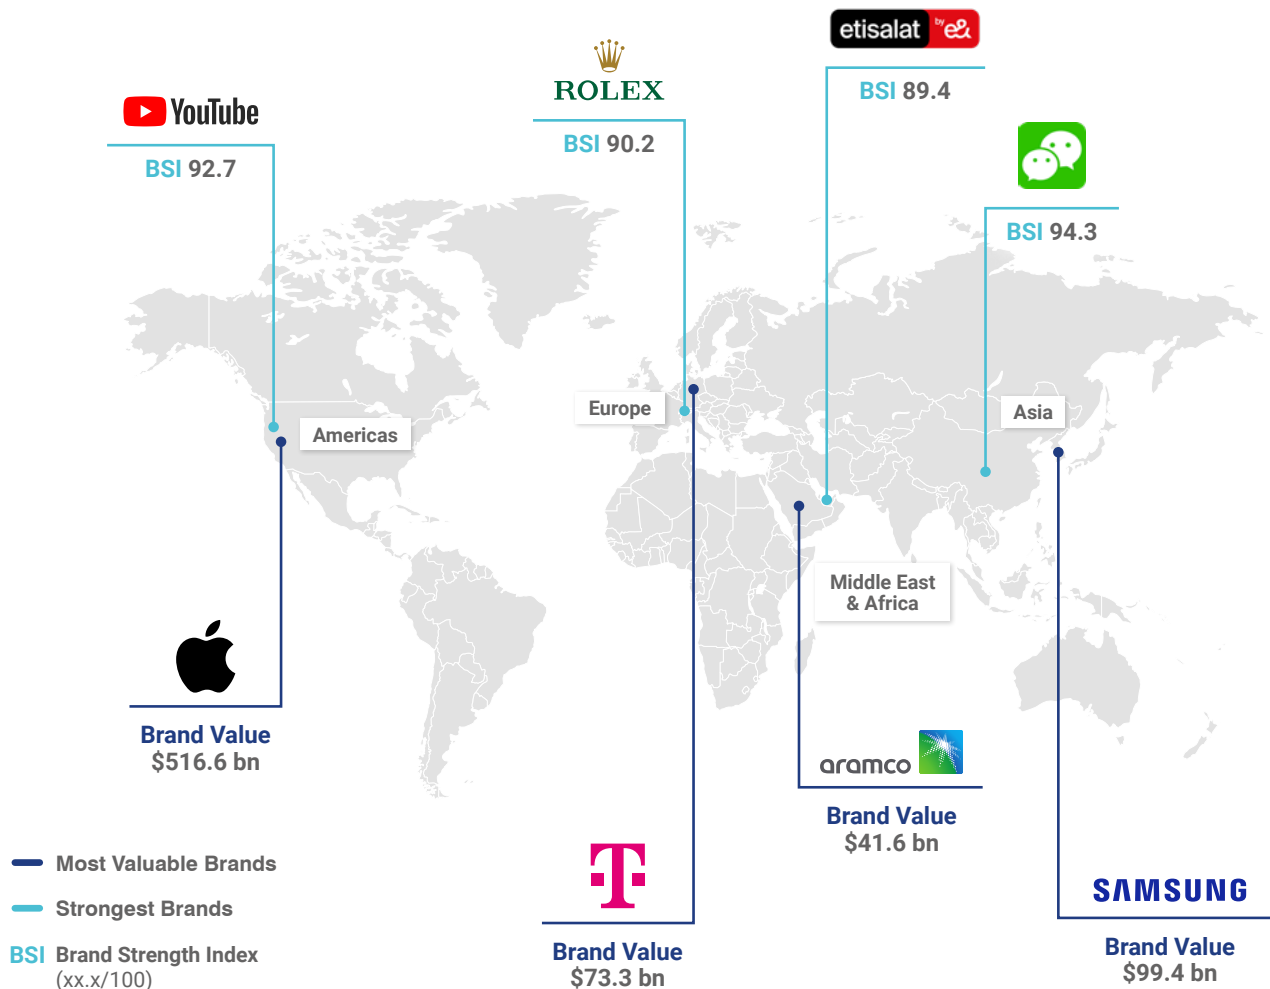 etisalat by e&
BSI 89.4
ROLEX
BSI 90.2
YouTube
BSI 92.7
BSI 94.3
Europe
Asia
Americas
Middle East
& Africa
Brand Value
$516.6 bn
aramco
Brand Value
$41.6 bn
T
Brand Value
$73.3 bn
SAMSUNG
Brand Value
$99.4 bn
Most Valuable Brands
Strongest Brands
BSI Brand Strength Index
(xx.x/100)